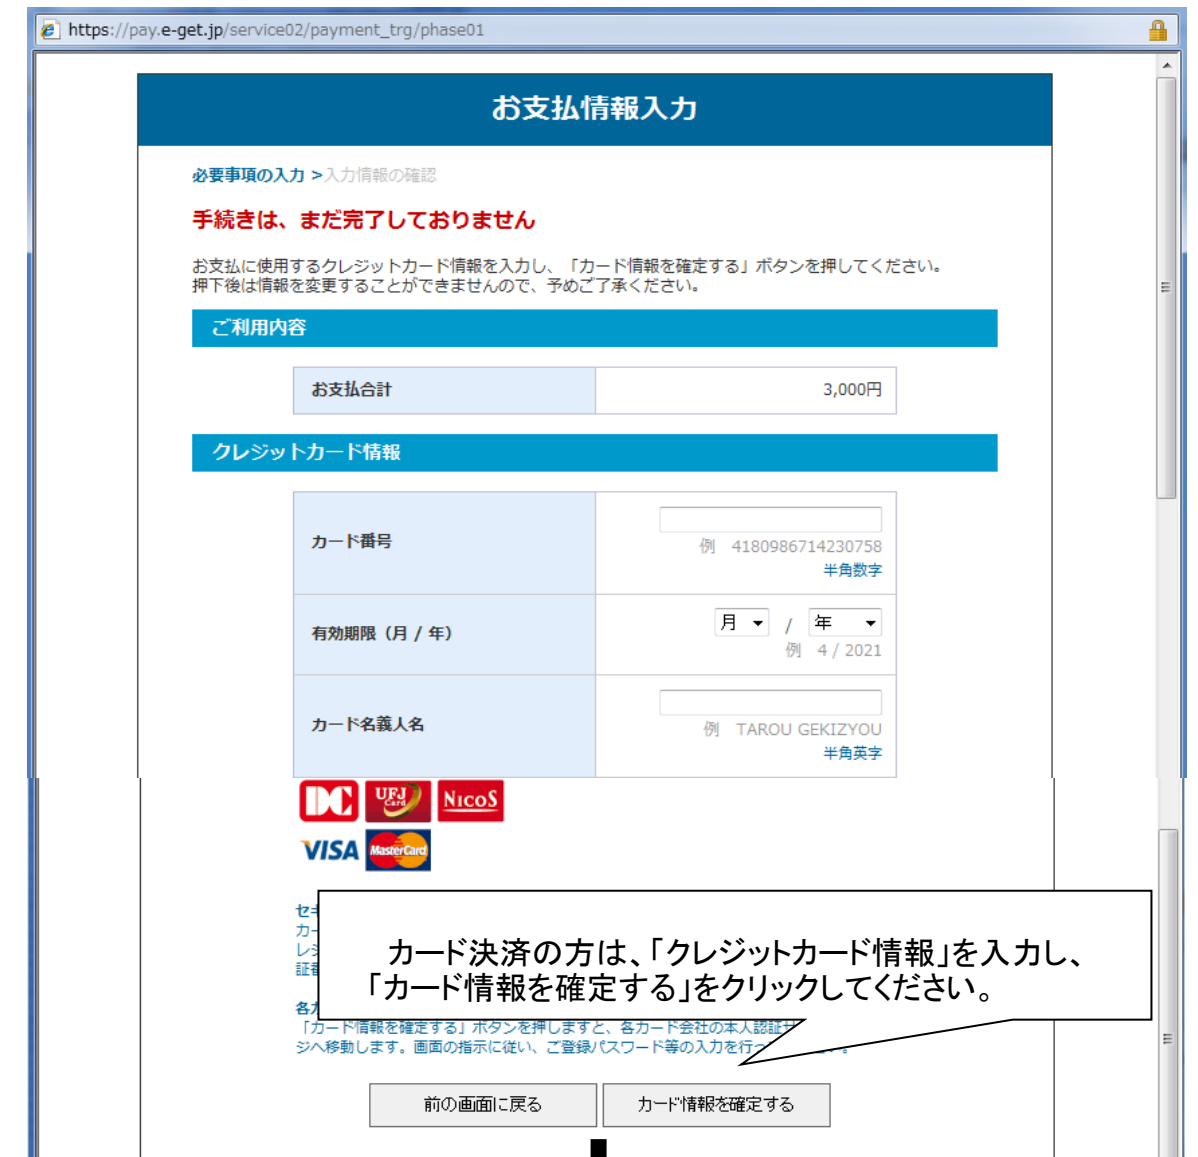 https://pay.e-get.jp/service02/payment_trg/phase01
お支払情報入力
必要事項の入力 >入力情報の確認
手続きは、まだ完了しておりません
お支払に使用するクレジットカード情報を入力し、「カード情報を確定する」ボタンを押してください。
押下後は情報を変更することができませんので、予めご了承ください。
ご利用内容
お支払合計 3,000円
クレジットカード情報
カード番号
例 4180986714230758
半角数字
有効期限（月 / 年）
月 / 年
例 4 / 2021
カード名義人名
例 TAROU GEKIZYOU
半角英字
DC UFJ Card NICOS
VISA MasterCard
カード決済の方は、「クレジットカード情報」を入力し、
「カード情報を確定する」をクリックしてください。
「カード情報を確定する」ボタンを押しますと、各カード会社の本人認証
ジへ移動します。画面の指示に従い、ご登録パスワード等の入力を行っ
前の画面に戻る カード情報を確定する